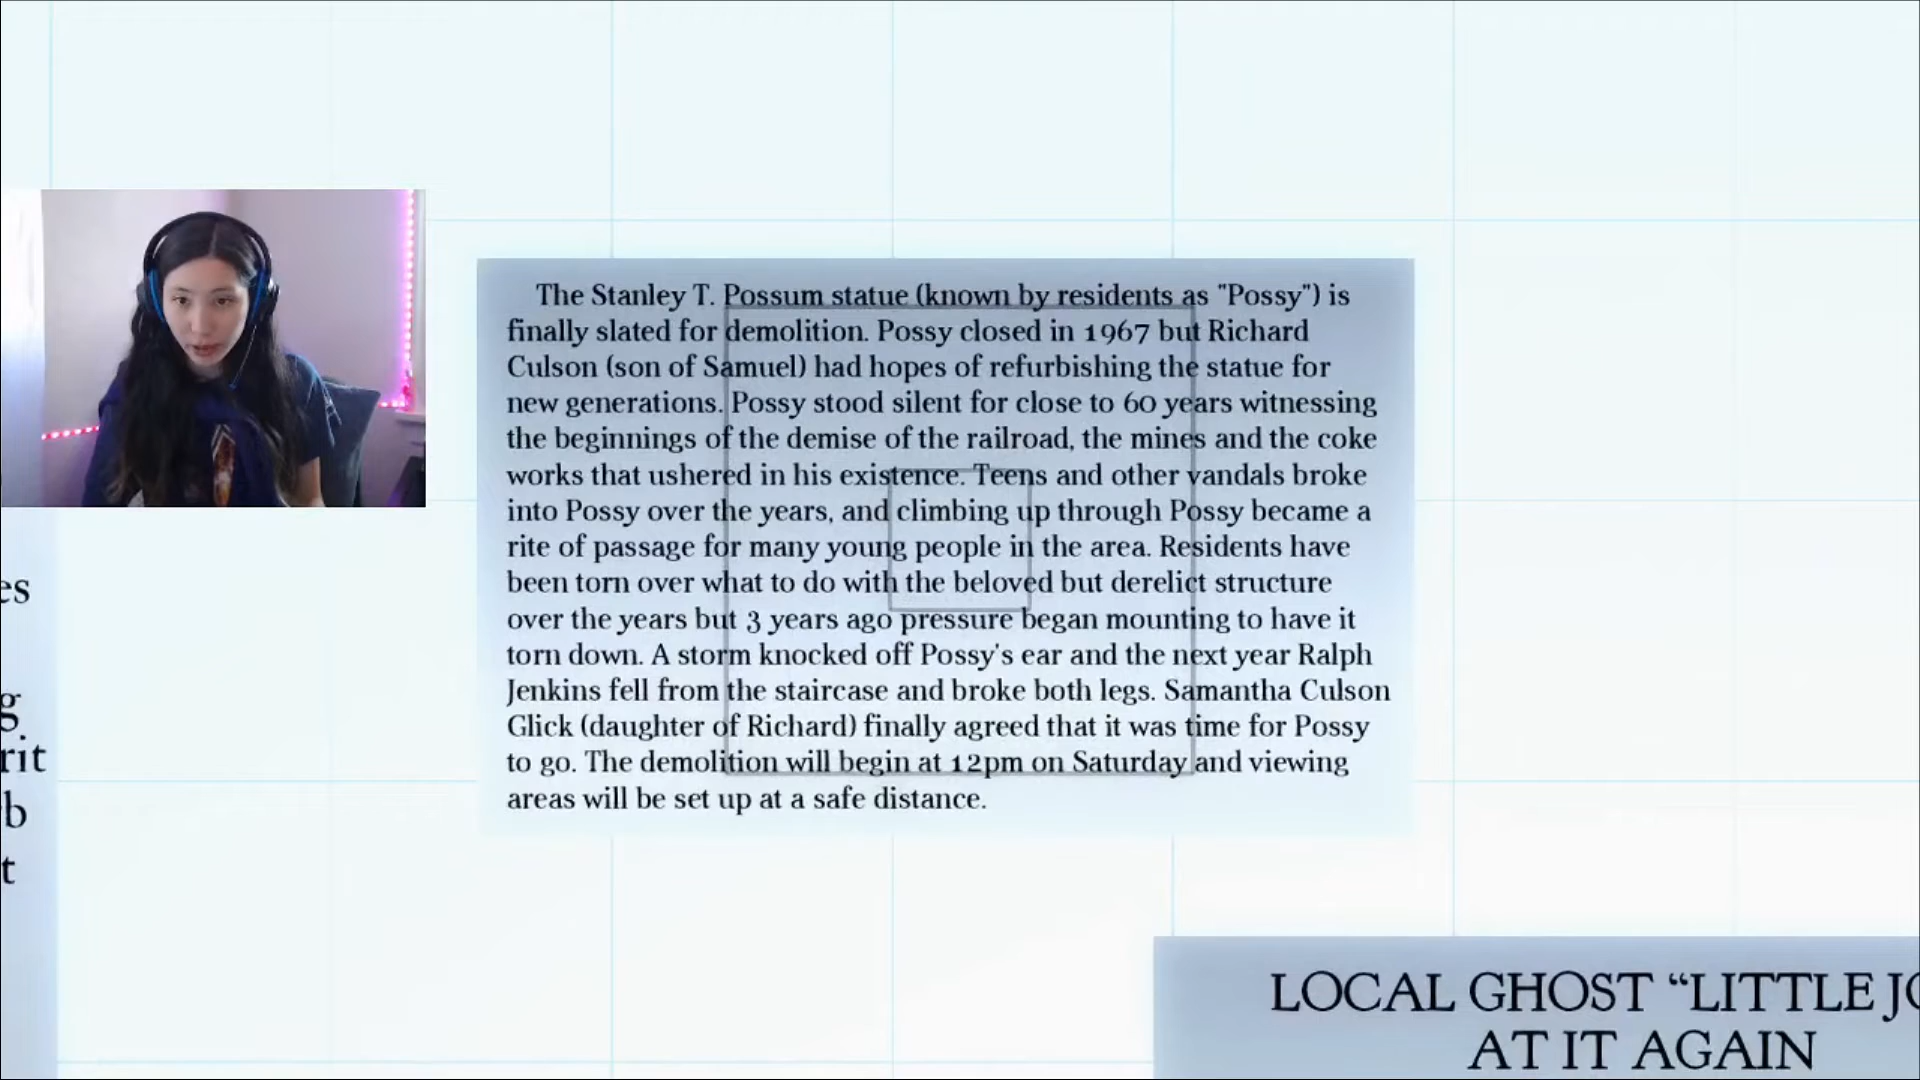 The Stanley T. Possum statue (known by residents as "Possy") is
finally slated for demolition. Possy closed in 1967 but Richard
Culson (son of Samuel) had hopes of refurbishing the statue for
new generations. Possy stood silent for close to 60 years witnessing
the beginnings of the demise of the railroad, the mines and the coke
works that ushered in his existence. Teens and other vandals broke
into Possy over the years, and climbing up through Possy became a
rite of passage for many young people in the area. Residents have
been torn over what to do with the beloved but derelict structure
over the years but 3 years ago pressure began mounting to have it
torn down. A storm knocked off Possy's ear and the next year Ralph
Jenkins fell from the staircase and broke both legs. Samantha Culson
Glick (daughter of Richard) finally agreed that it was time for Possy
to go. The demolition will begin at 12pm on Saturday and viewing
areas will be set up at a safe distance.
LOCAL GHOST “LITTLE
AT IT AGAIN